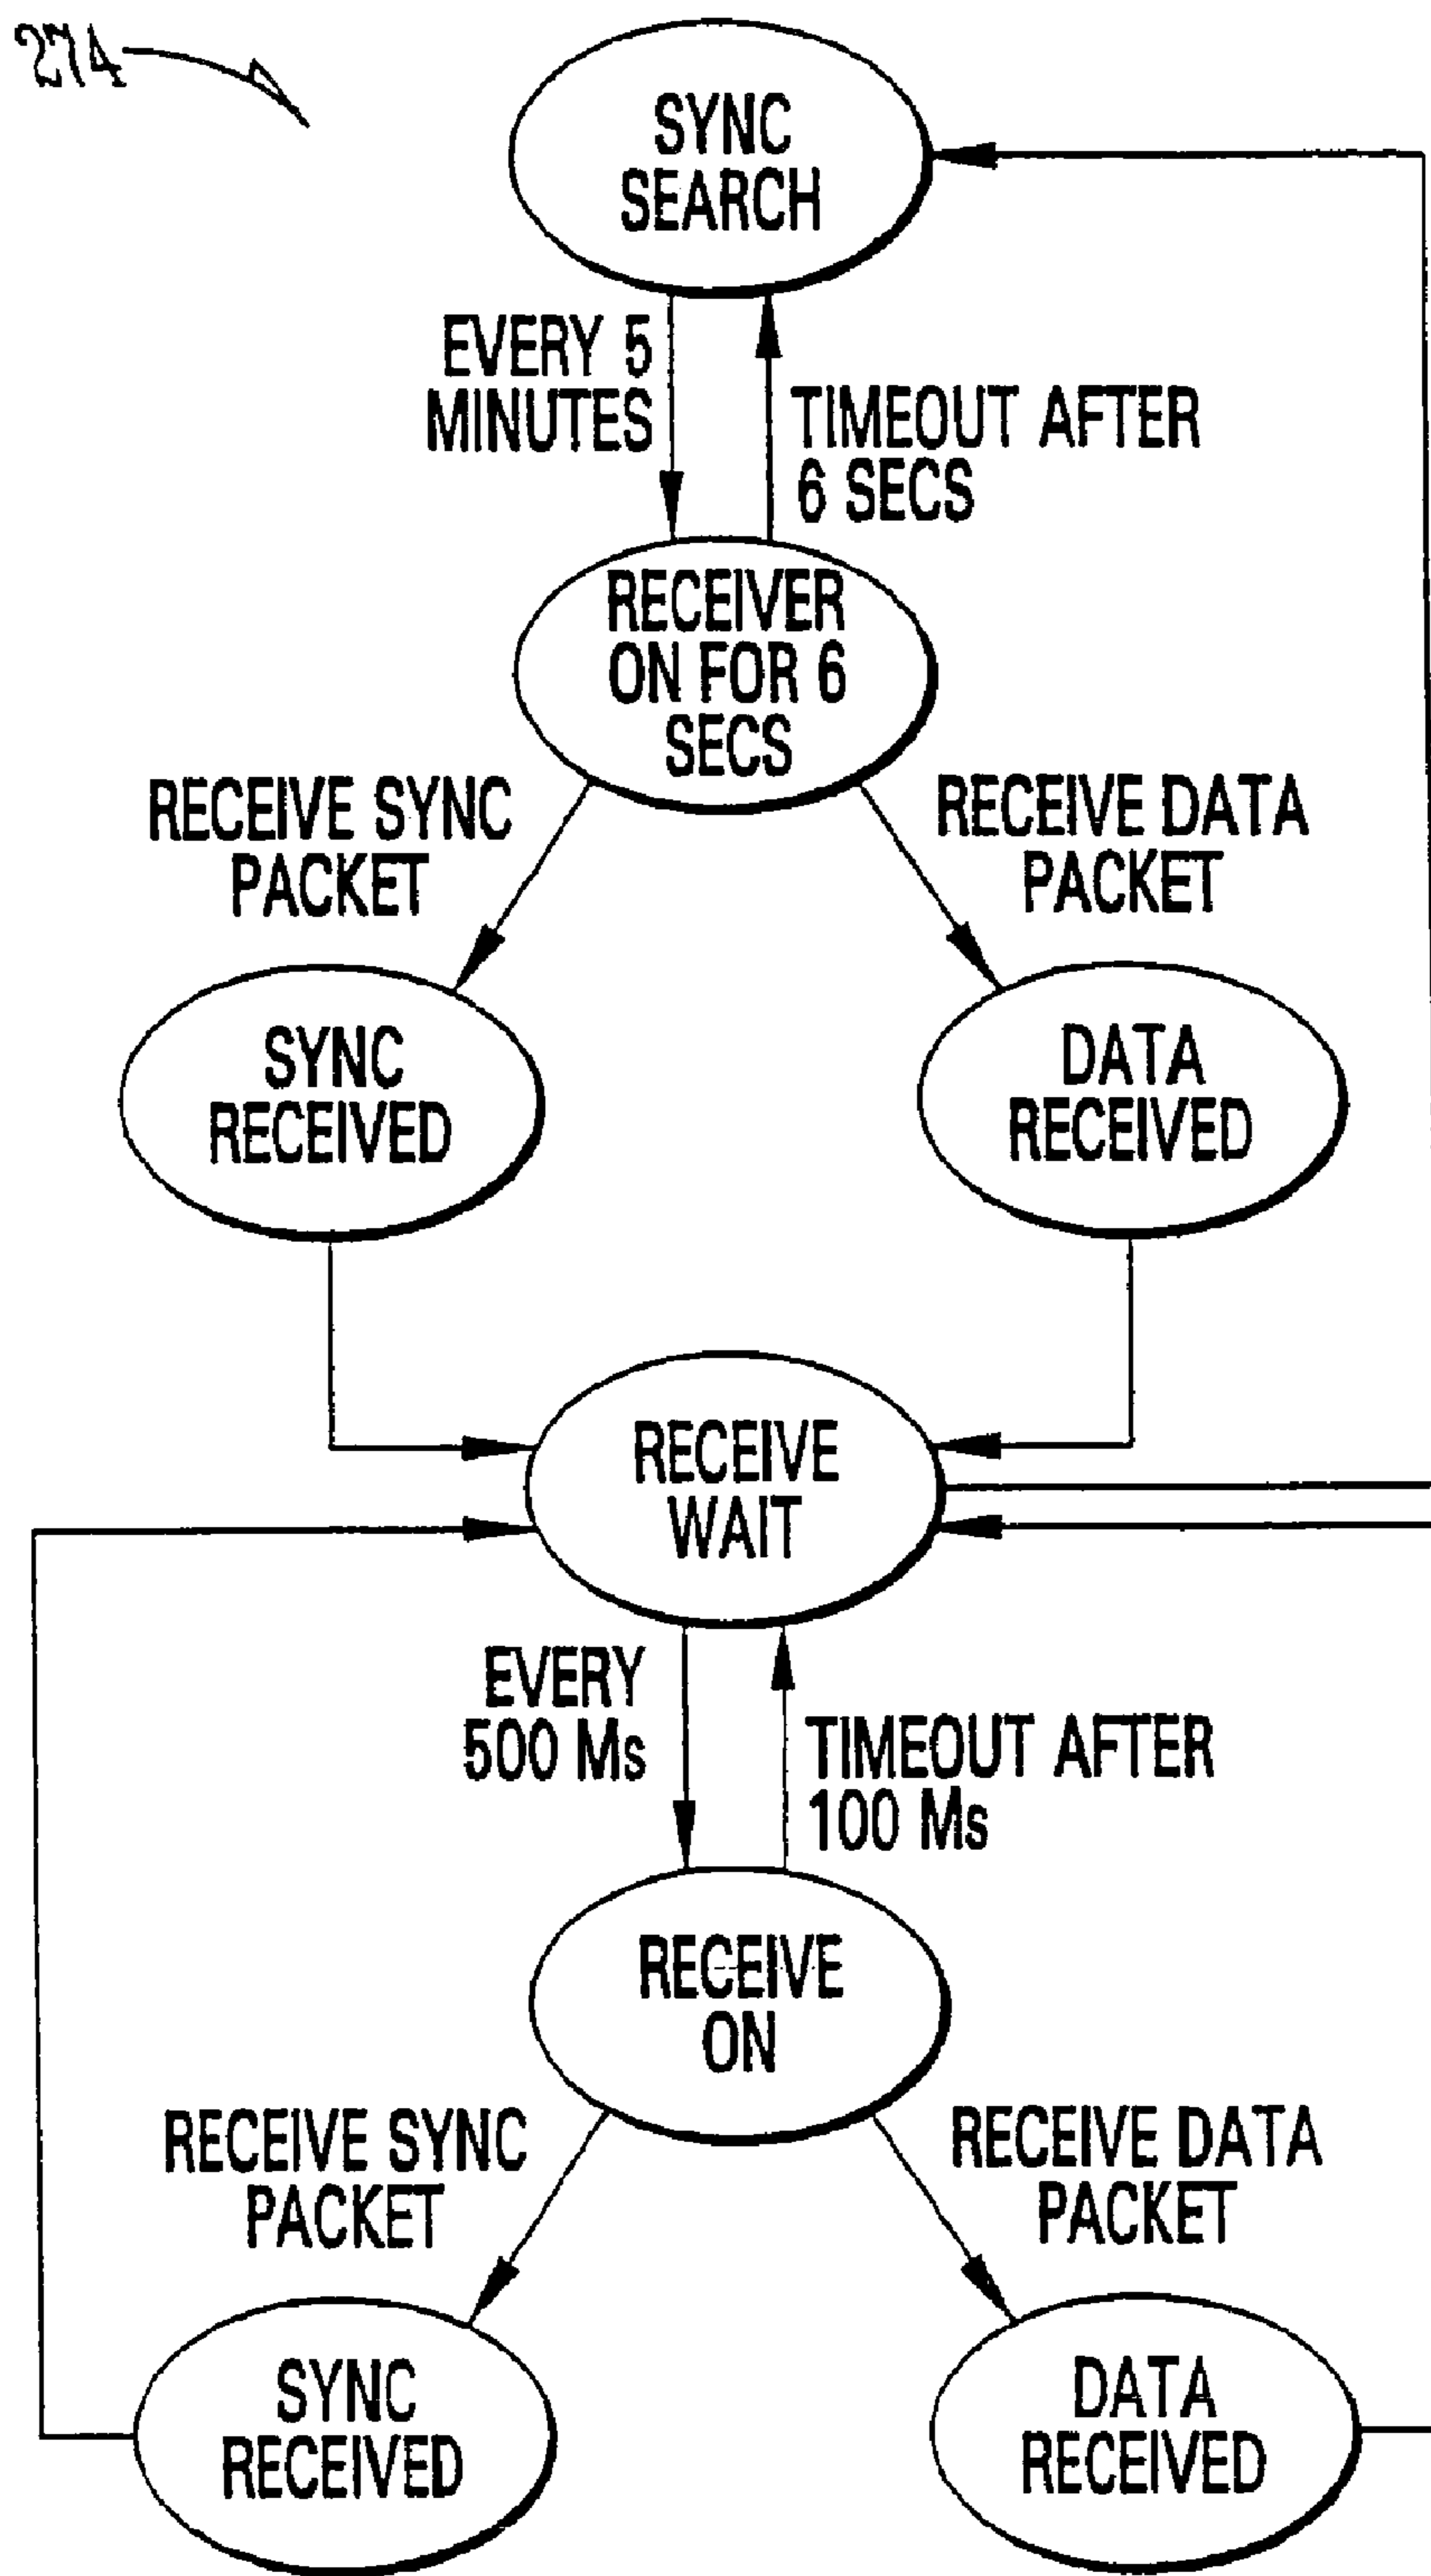 274
SYNC
SEARCH
EVERY 5
MINUTES
TIMEOUT AFTER
6 SECS
RECEIVER
ON FOR 6
SECS
RECEIVE SYNC
PACKET
RECEIVE DATA
PACKET
SYNC
RECEIVED
DATA
RECEIVED
RECEIVE
WAIT
EVERY
500 Ms
TIMEOUT AFTER
100 Ms
RECEIVE
ON
RECEIVE SYNC
PACKET
RECEIVE DATA
PACKET
SYNC
RECEIVED
DATA
RECEIVED